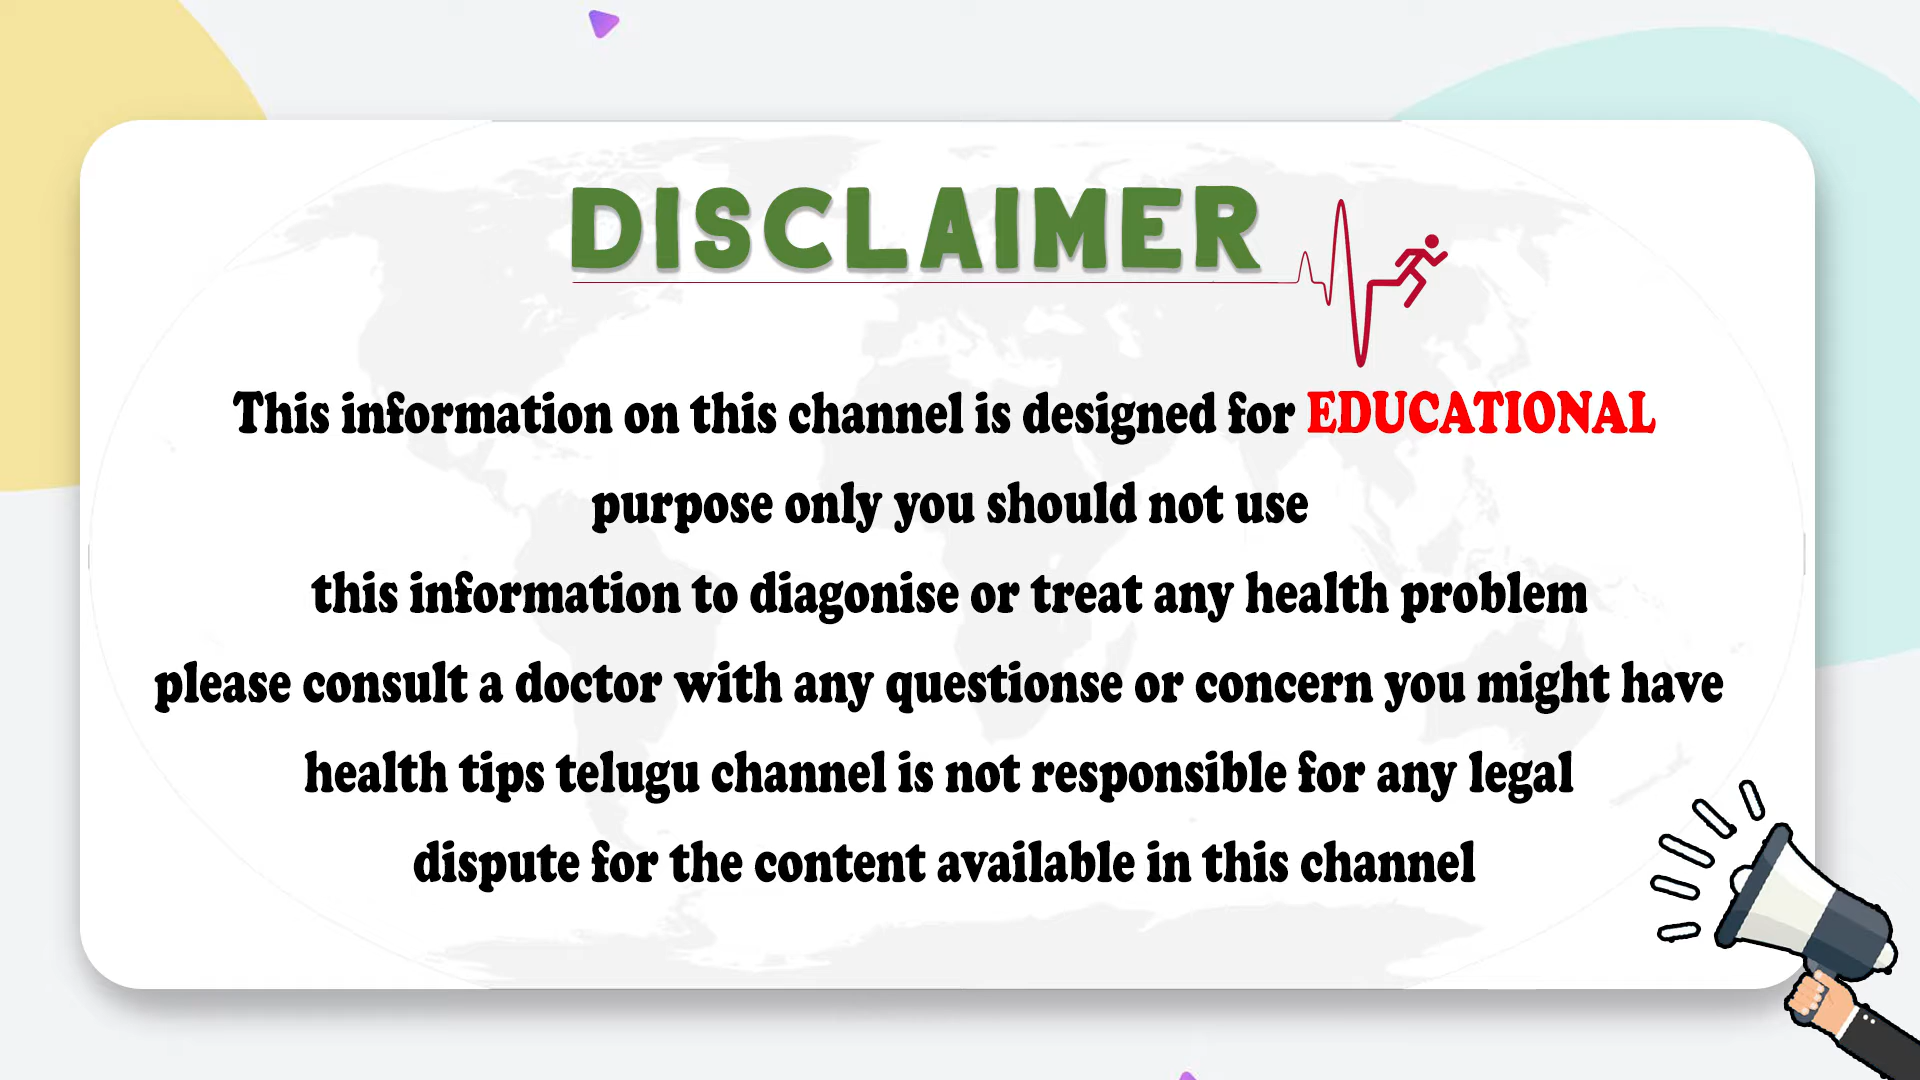 DISCLAIMER
This information on this channel is designed for EDUCATIONAL
purpose only you should not use
this information to diagonise or treat any health problem
please consult a doctor with any questionse or concern you might have
health tips telugu channel is not responsible for any legal
dispute for the content available in this channel